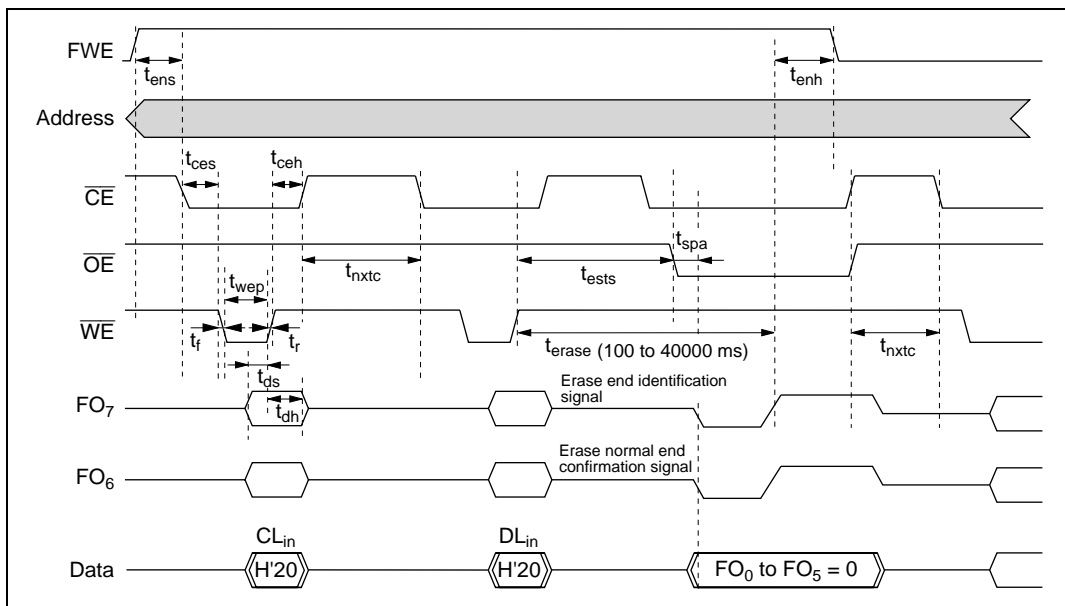 FWE
tens
tenh
Address
tces
tceh
CE
tspa
OE
tnxtc
tests
twep
WE
tf
tr
terase (100 to 40000 ms)
tnxtc
tds
Erase end identification
signal
FO7
tdh
Erase normal end
confirmation signal
FO6
CLin
DLin
Data
H'20
H'20
FO0 to FO5 = 0